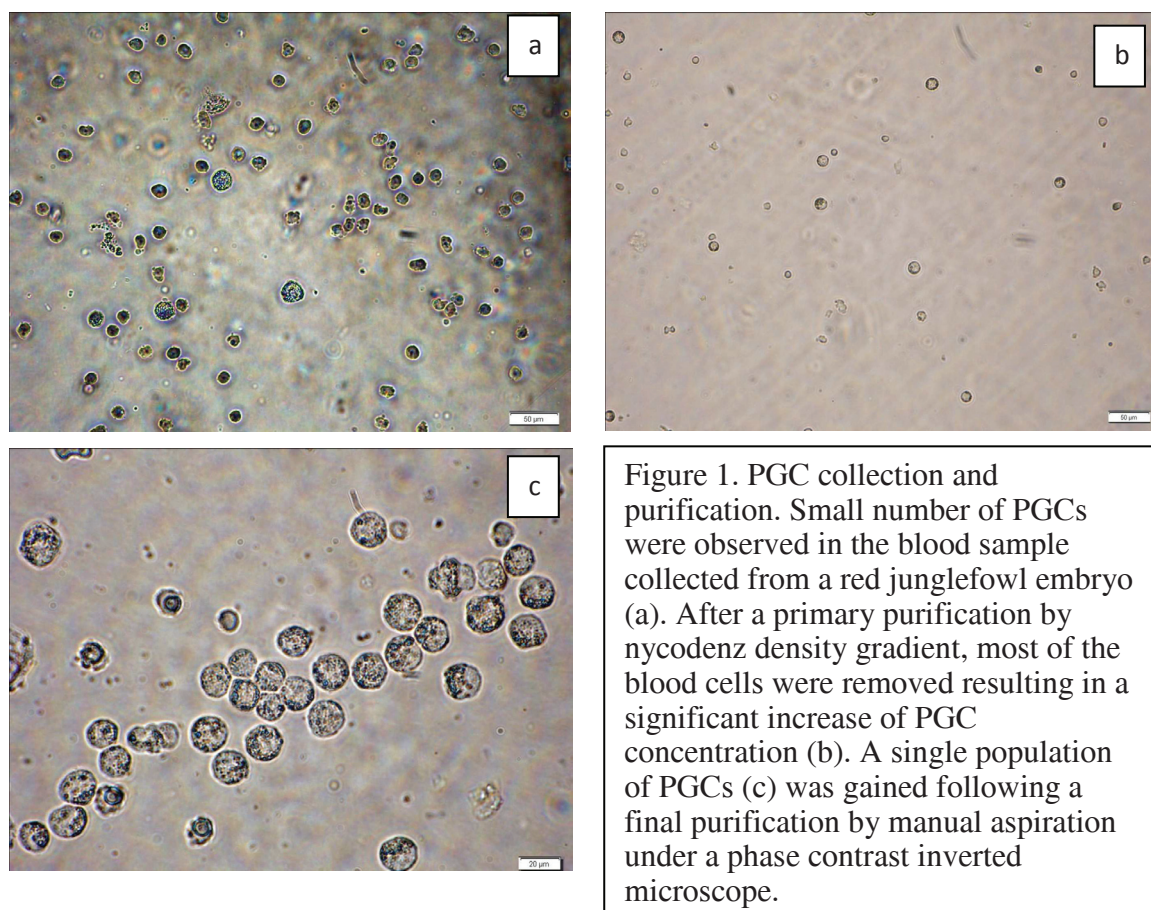 a
50 µm
b
50 µm
c
20 µm
Figure 1. PGC collection and
purification. Small number of PGCs
were observed in the blood sample
collected from a red junglefowl embryo
(a). After a primary purification by
nycodenz density gradient, most of the
blood cells were removed resulting in a
significant increase of PGC
concentration (b). A single population
of PGCs (c) was gained following a
final purification by manual aspiration
under a phase contrast inverted
microscope.